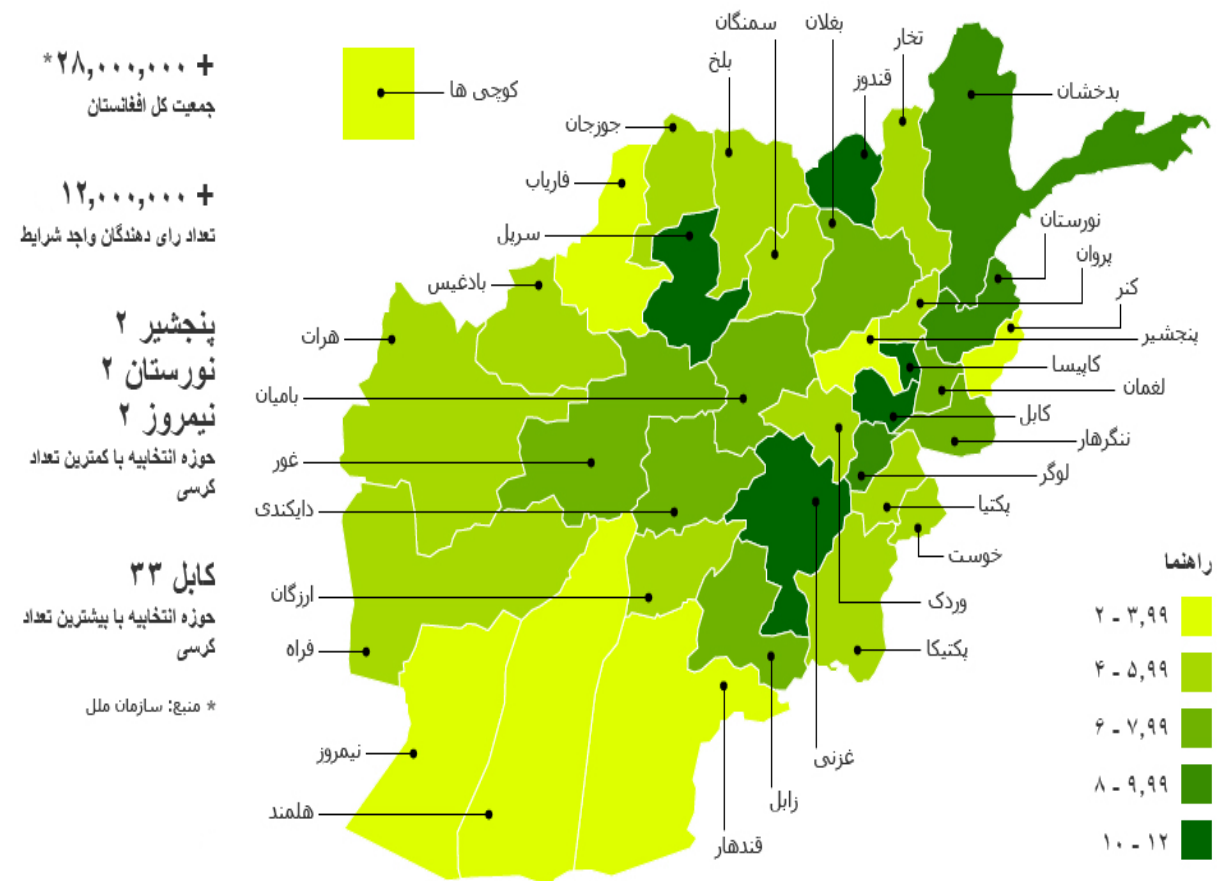 + ۲۸,۰۰۰,۰۰۰*
جمعیت کل افغانستان
+ ۱۲,۰۰۰,۰۰۰
تعداد رای دهندگان واجد شرایط
پنجشیر ۲
نورستان ۲
نیمروز ۲
حوزه انتخابیه با کمترین تعداد
کرسی
کابل ۳۳
حوزه انتخابیه با بیشترین تعداد
کرسی
* منبع: سازمان ملل
کوچی ها
سمنگان
بغلان
تخار
بلخ
قندوز
بدخشان
جوزجان
فاریاب
سرپل
بادغیس
هرات
بامیان
غور
دایکندی
ارزگان
فراه
نیمروز
هلمند
نورستان
پروان
کنر
پنجشیر
کاپیسا
لغمان
کابل
ننگرهار
لوگر
پکتیا
خوست
وردک
پکتیکا
غزنی
زابل
قندهار
راهنما
۲ - ۳,۹۹
۴ - ۵,۹۹
۶ - ۷,۹۹
۸ - ۹,۹۹
۱۰ - ۱۲